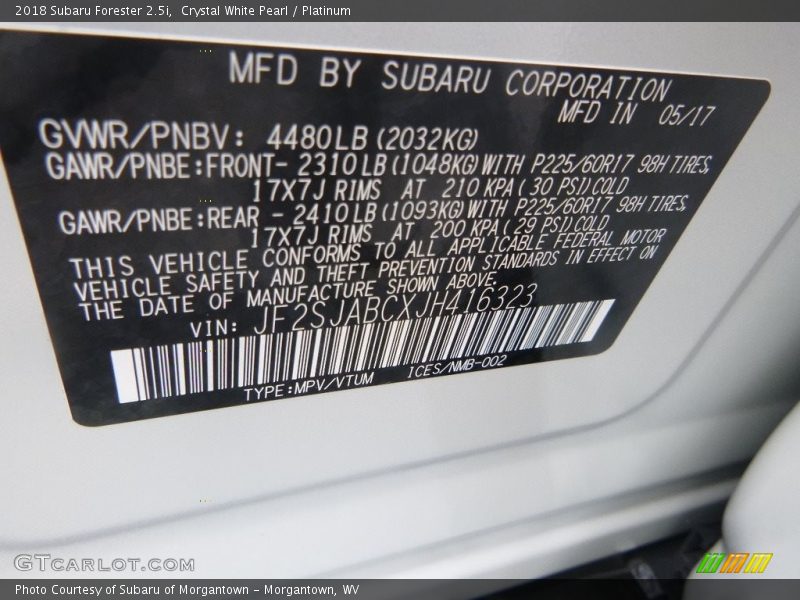 2018 Subaru Forester 2.5i,  Crystal White Pearl / Platinum
MFD BY SUBARU CORPORATION
MFD IN 05/17
GVWR/PNBV: 4480LB (2032KG)
GAWR/PNBE:FRONT- 2310LB (1048KG) WITH P225/60R17 98H TIRES,
17X7J RIMS AT 210 KPA ( 30 PSI) COLD
GAWR/PNBE:REAR - 2410LB (1093KG) WITH P225/60R17 98H TIRES,
17X7J RIMS AT 200 KPA ( 29 PSI) COLD
THIS VEHICLE CONFORMS TO ALL APPLICABLE FEDERAL MOTOR
VEHICLE SAFETY AND THEFT PREVENTION STANDARDS IN EFFECT ON
THE DATE OF MANUFACTURE SHOWN ABOVE.
VIN: JF2SJABCXJH416323
TYPE:MPV/VTUM ICES/NMB-002
GTCARLOT.COM
Photo Courtesy of Subaru of Morgantown - Morgantown, WV